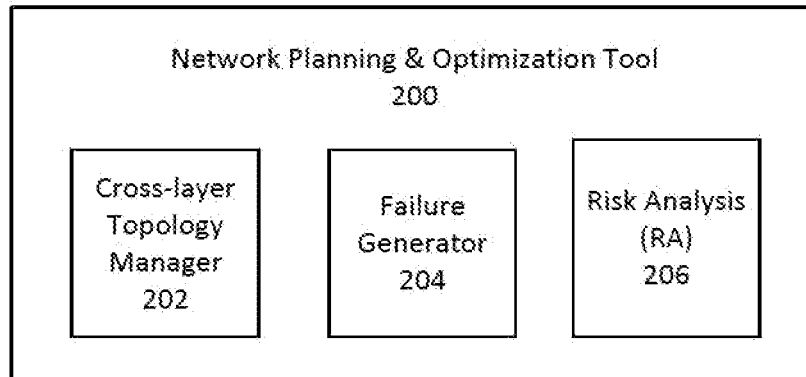 Network Planning & Optimization Tool
200
Cross-layer
Topology
Manager
202
Failure
Generator
204
Risk Analysis
(RA)
206